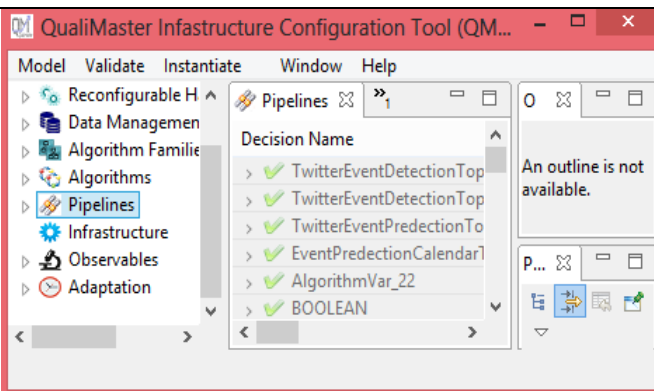 QualiMaster Infastructure Configuration Tool (QM...
Model Validate Instantiate Window Help
Reconfigurable H
Data Managemen
Algorithm Familie
Algorithms
Pipelines
Infrastructure
Observables
Adaptation
Pipelines
»1
Decision Name
TwitterEventDetectionTop
TwitterEventDetectionTop
TwitterEventPredectionTo
EventPredectionCalendarT
AlgorithmVar_22
BOOLEAN
O
An outline is not
available.
P...